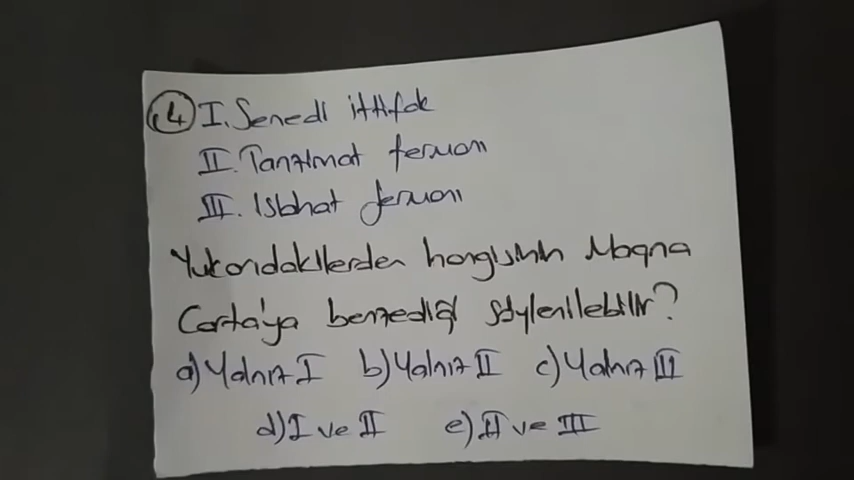 14 I. Senedi ittifak
II. Tanzimat fermanı
III. Islahat fermanı
Yukarıdakilerden hangisinin Magna
Carta'ya benzediği söylenilebilir?
a) Yalnız I b) Yalnız II c) Yalnız III
d) I ve II e) II ve III